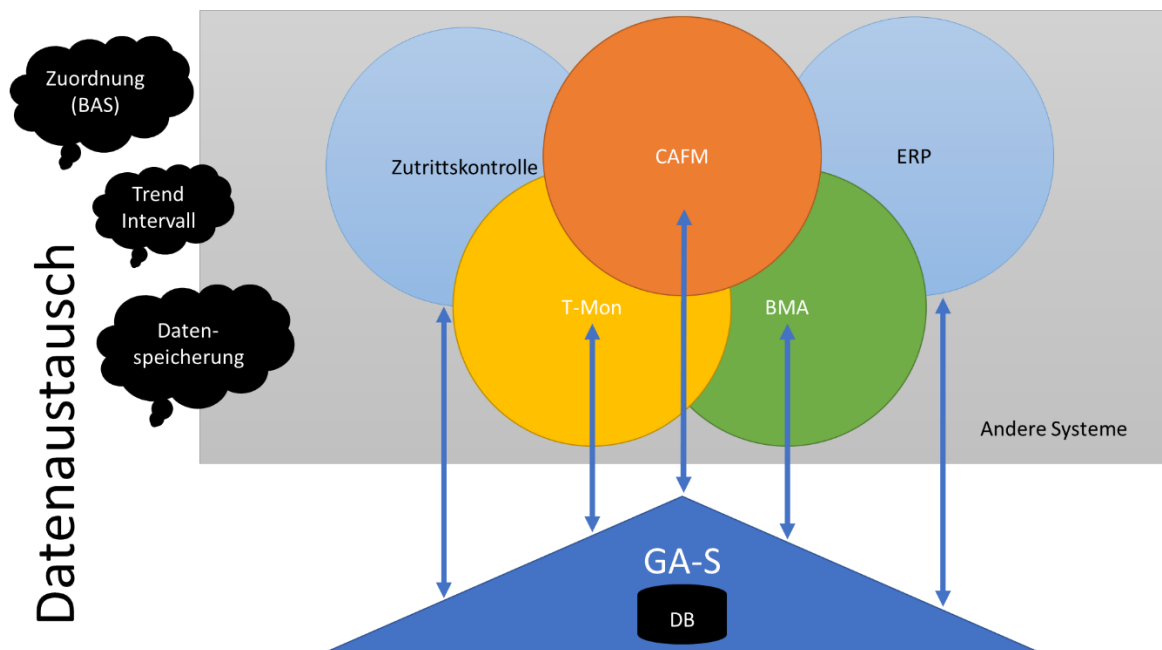 Zuordnung
(BAS)
Trend
Intervall
Daten-
speicherung
Datenaustausch
Zutrittskontrolle
CAFM
ERP
T-Mon
BMA
Andere Systeme
GA-S
DB